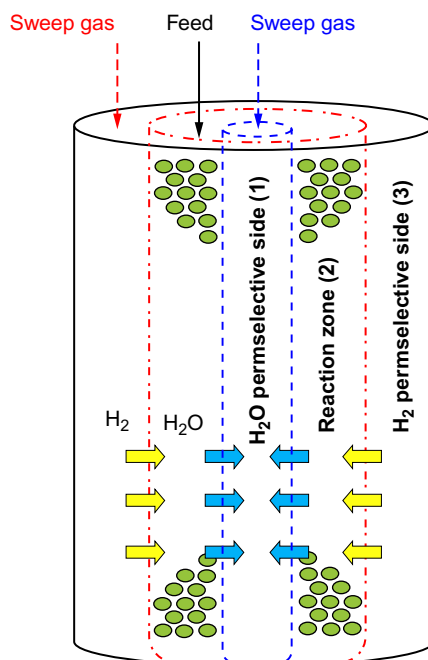 Sweep gas
Feed
Sweep gas
H₂O permselective side (1)
Reaction zone (2)
H₂ permselective side (3)
H₂
H₂O